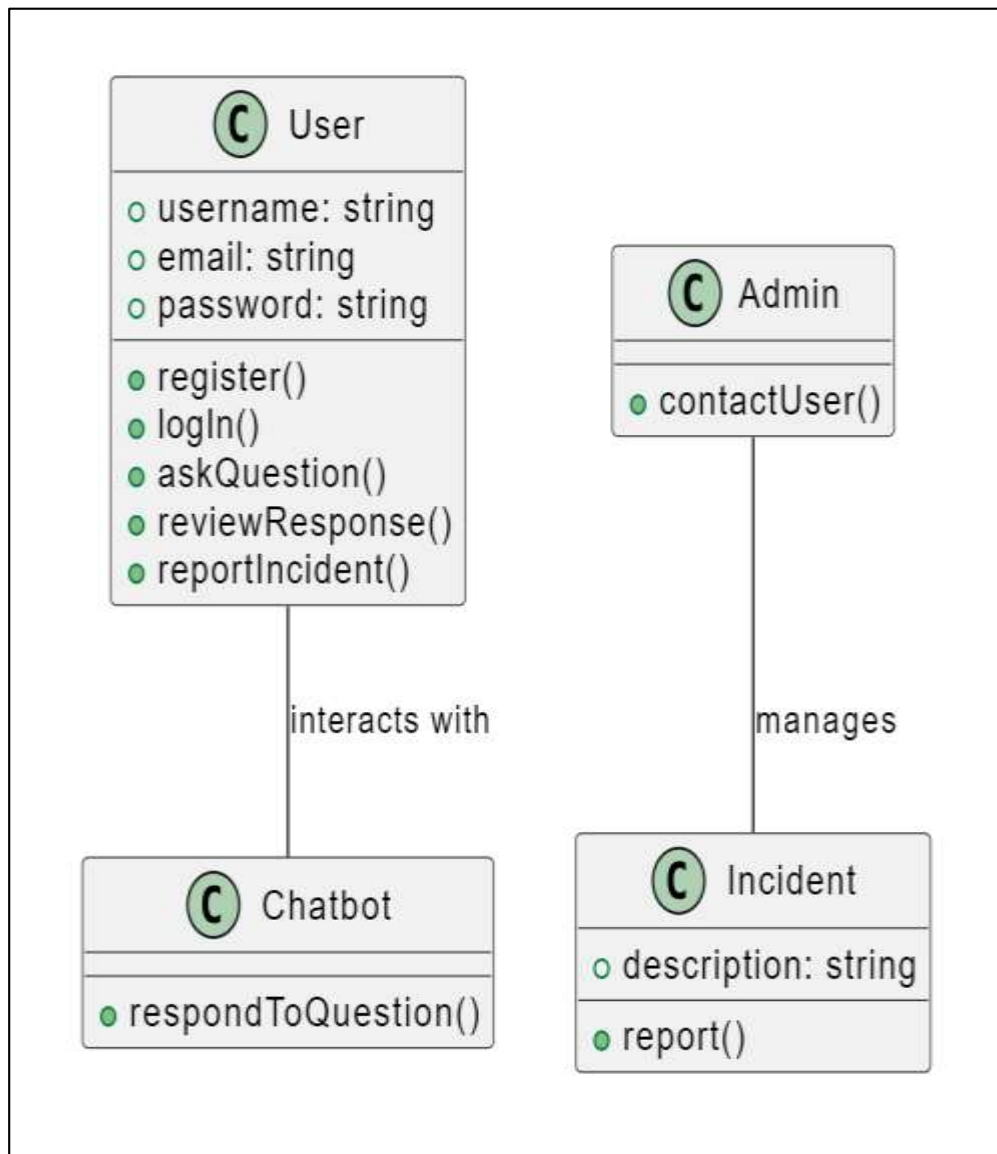 C User
username: string
email: string
password: string
register()
logIn()
askQuestion()
reviewResponse()
reportIncident()
interacts with
C Chatbot
respondToQuestion()
C Admin
contactUser()
manages
C Incident
description: string
report()